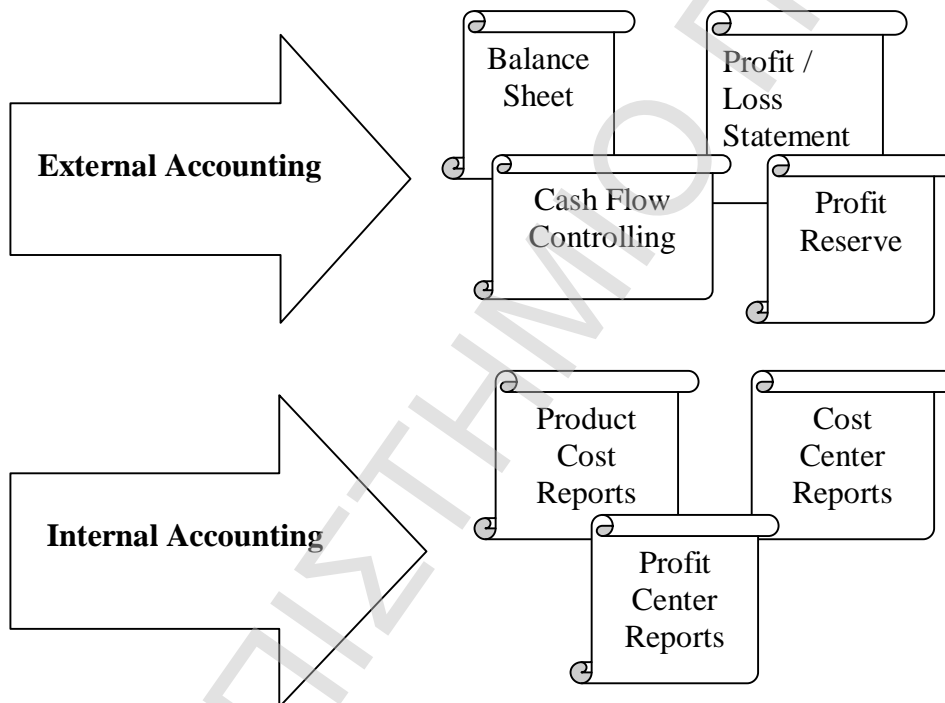 External Accounting
Balance
Sheet
Profit /
Loss
Statement
Cash Flow
Controlling
Profit
Reserve
Internal Accounting
Product
Cost
Reports
Cost
Center
Reports
Profit
Center
Reports
ΠΙΣΤΗΜΙΟ Π